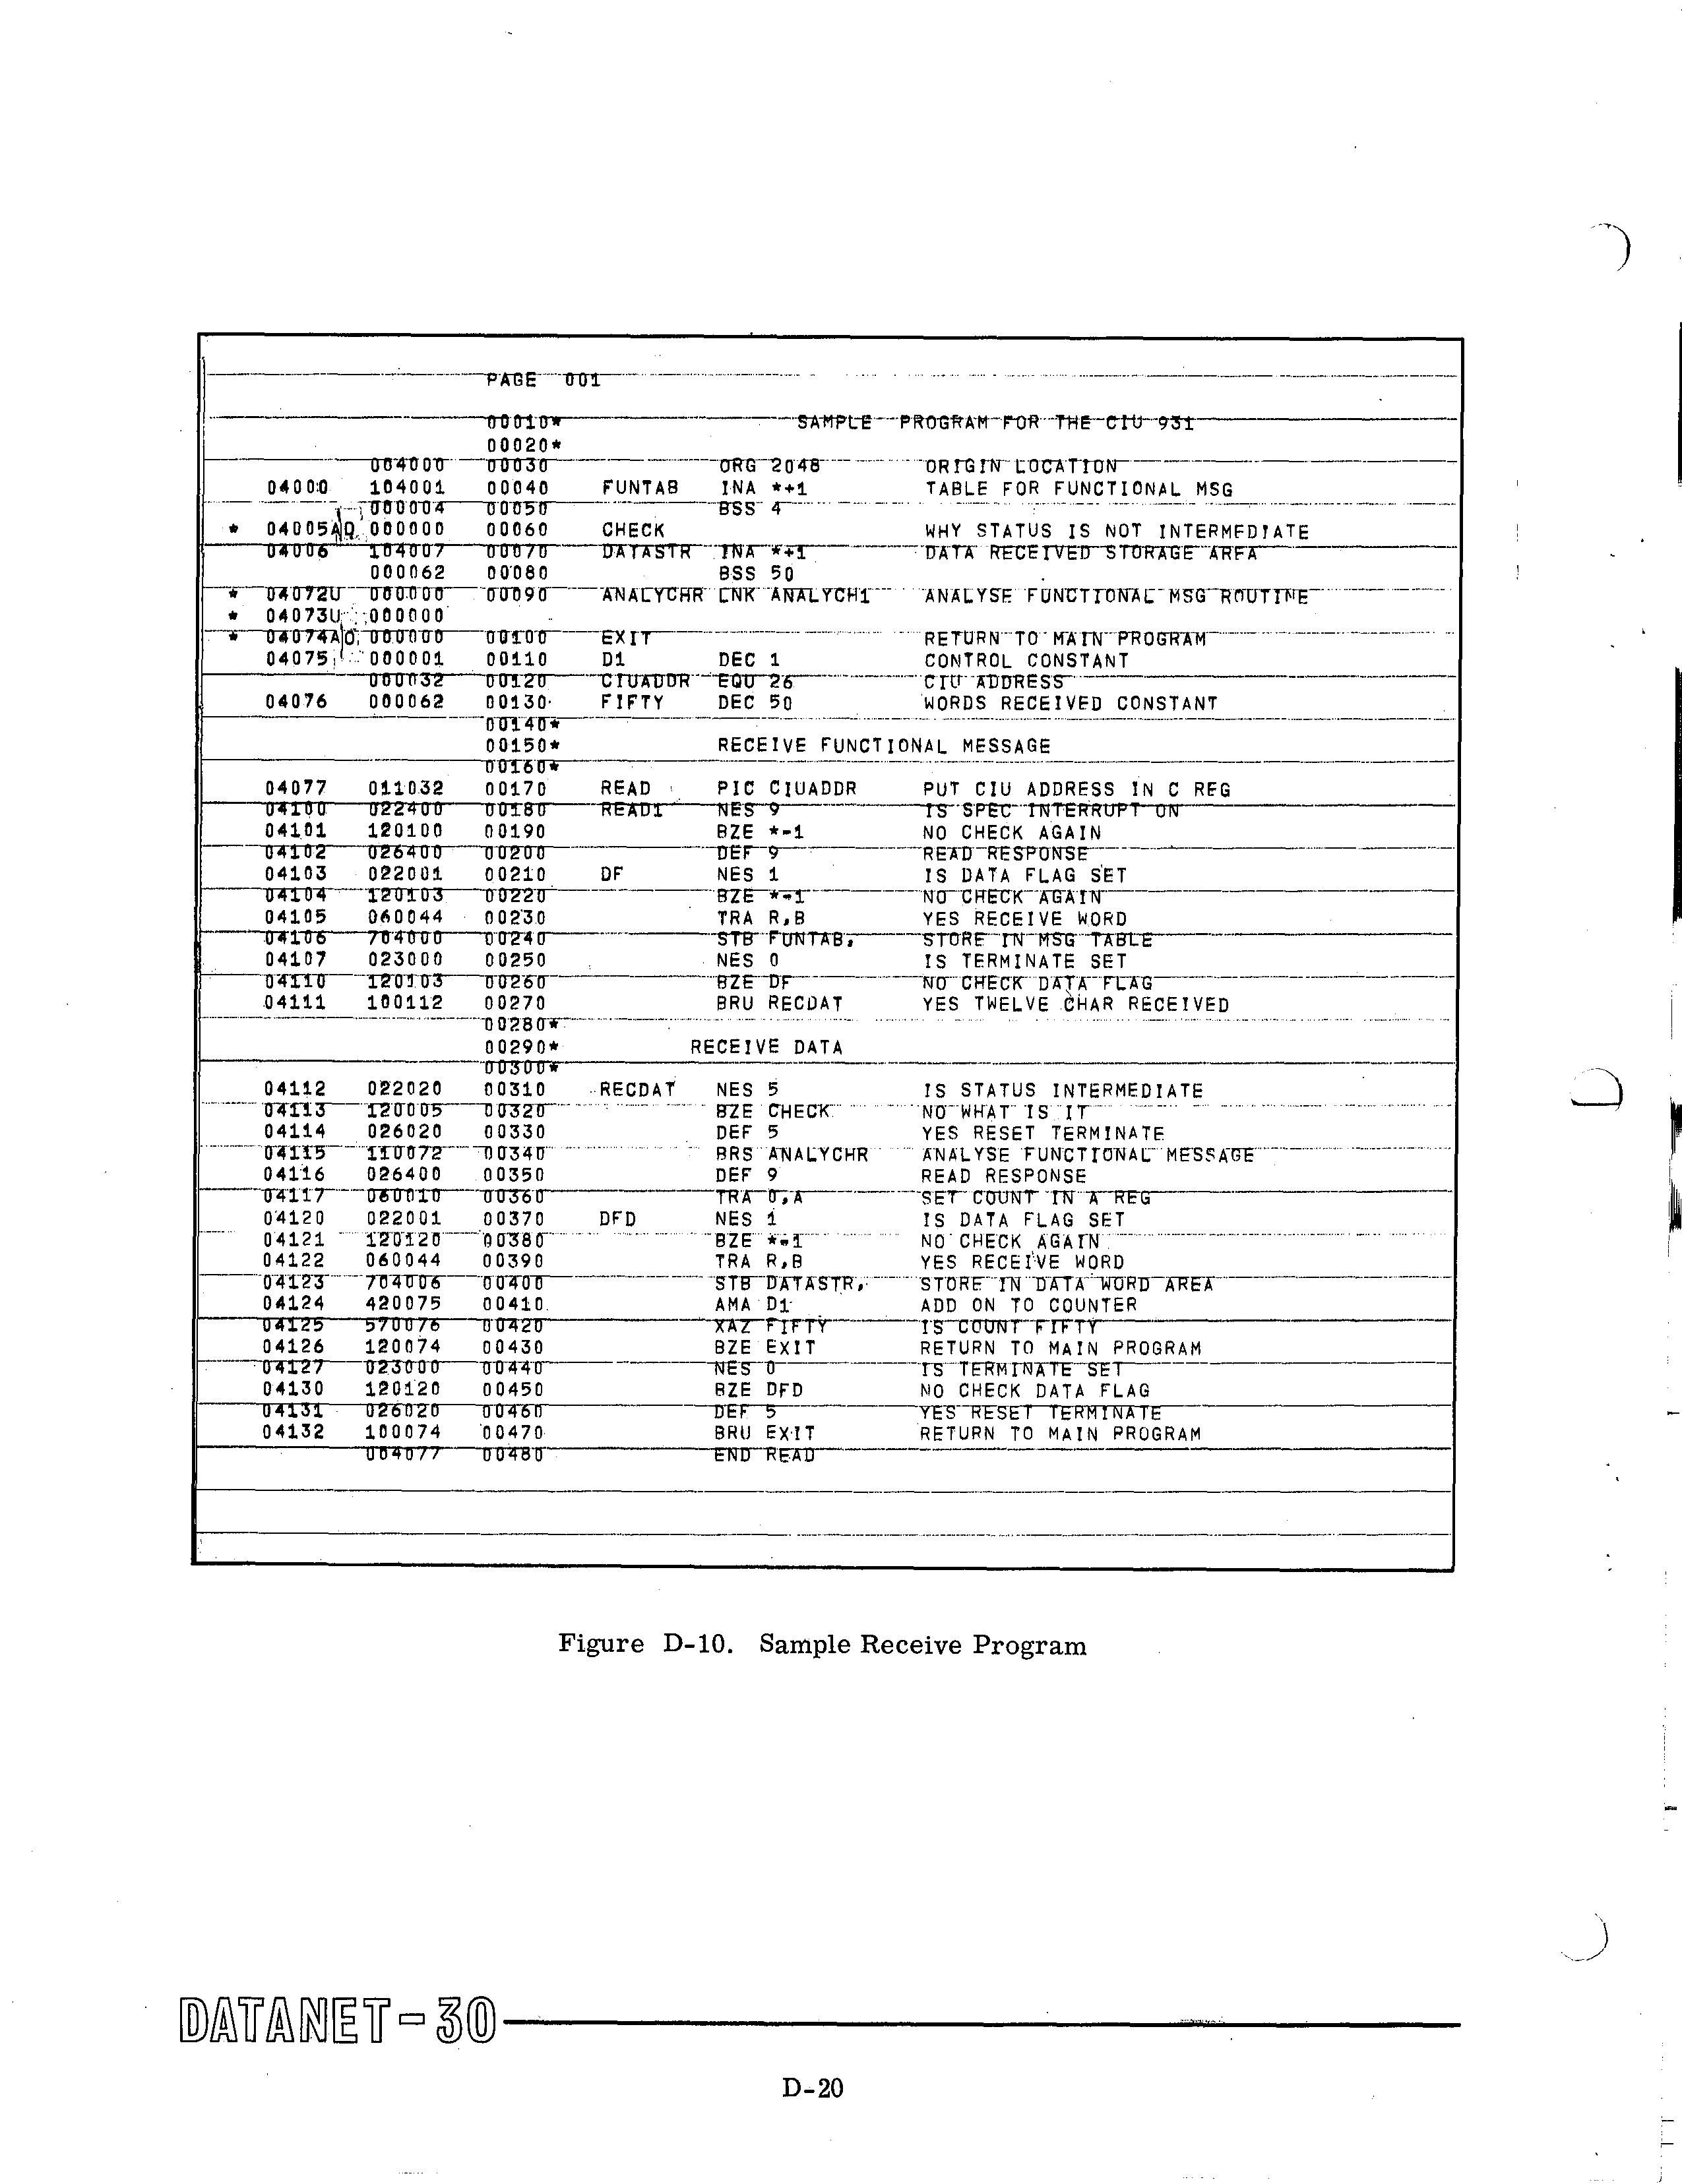 PAGE 001
00010* SAMPLE PROGRAM FOR THE CIU 931
00020*
004000 00030 ORG 2048 ORIGIN LOCATION
04000 104001 00040 FUNTAB INA *+1 TABLE FOR FUNCTIONAL MSG
000004 00050 BSS 4
* 04005AO 000000 00060 CHECK WHY STATUS IS NOT INTERMEDIATE
04006 104007 00070 DATASTR INA *+1 DATA RECEIVED STORAGE AREA
000062 00080 BSS 50
* 04072U 000000 00090 ANALYCHR LNK ANALYCH1 ANALYSE FUNCTIONAL MSG ROUTINE
* 04073U 000000
* 04074AO 000000 00100 EXIT RETURN TO MAIN PROGRAM
04075 000001 00110 D1 DEC 1 CONTROL CONSTANT
000032 00120 CIUADDR EQU 26 CIU ADDRESS
04076 000062 00130 FIFTY DEC 50 WORDS RECEIVED CONSTANT
00140*
00150* RECEIVE FUNCTIONAL MESSAGE
00160*
04077 011032 00170 READ PIC CIUADDR PUT CIU ADDRESS IN C REG
04100 022400 00180 READ1 NES 9 IS SPEC INTERRUPT ON
04101 120100 00190 BZE *-1 NO CHECK AGAIN
04102 026400 00200 DEF 9 READ RESPONSE
04103 022001 00210 DF NES 1 IS DATA FLAG SET
04104 120103 00220 BZE *-1 NO CHECK AGAIN
04105 060044 00230 TRA R,B YES RECEIVE WORD
04106 704000 00240 STB FUNTAB, STORE IN MSG TABLE
04107 023000 00250 NES 0 IS TERMINATE SET
04110 120103 00260 BZE DF NO CHECK DATA FLAG
04111 100112 00270 BRU RECDAT YES TWELVE CHAR RECEIVED
00280*
00290* RECEIVE DATA
00300*
04112 022020 00310 RECDAT NES 5 IS STATUS INTERMEDIATE
04113 120005 00320 BZE CHECK NO WHAT IS IT
04114 026020 00330 DEF 5 YES RESET TERMINATE
04115 110072 00340 BRS ANALYCHR ANALYSE FUNCTIONAL MESSAGE
04116 026400 00350 DEF 9 READ RESPONSE
04117 060010 00360 TRA 0,A SET COUNT IN A REG
04120 022001 00370 DFD NES 1 IS DATA FLAG SET
04121 120120 00380 BZE *-1 NO CHECK AGAIN
04122 060044 00390 TRA R,B YES RECEIVE WORD
04123 704006 00400 STB DATASTR, STORE IN DATA WORD AREA
04124 420075 00410 AMA D1 ADD ON TO COUNTER
04125 570076 00420 XAZ FIFTY IS COUNT FIFTY
04126 120074 00430 BZE EXIT RETURN TO MAIN PROGRAM
04127 023000 00440 NES 0 IS TERMINATE SET
04130 120120 00450 BZE DFD NO CHECK DATA FLAG
04131 026020 00460 DEF 5 YES RESET TERMINATE
04132 100074 00470 BRU EXIT RETURN TO MAIN PROGRAM
004077 00480 END READ
Figure D-10. Sample Receive Program
DATANET-30
D-20